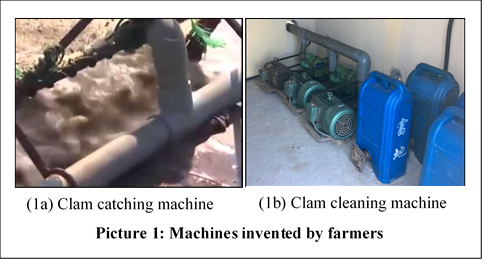 (1a) Clam catching machine
(1b) Clam cleaning machine
Picture 1: Machines invented by farmers